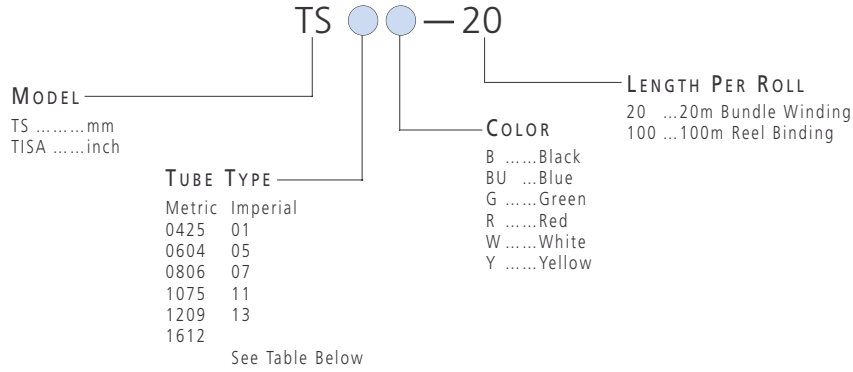 TS — 20
MODEL
TS ………mm
TISA ……inch
TUBE TYPE
Metric Imperial
0425 01
0604 05
0806 07
1075 11
1209 13
1612
See Table Below
COLOR
B ……Black
BU …Blue
G ……Green
R ……Red
W ……White
Y ……Yellow
LENGTH PER ROLL
20 …20m Bundle Winding
100 …100m Reel Binding